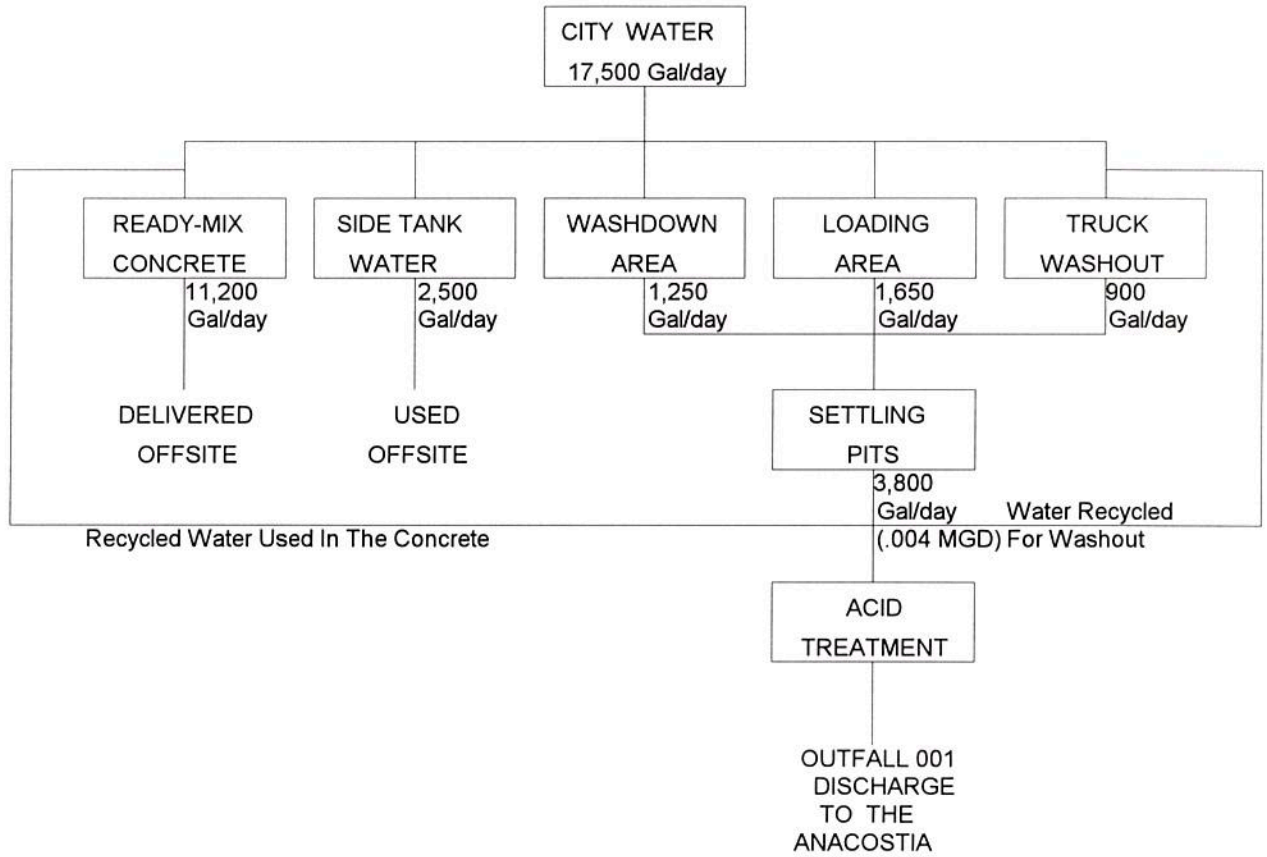 CITY WATER
17,500 Gal/day
READY-MIX
CONCRETE
11,200
Gal/day
DELIVERED
OFFSITE
SIDE TANK
WATER
2,500
Gal/day
USED
OFFSITE
WASHDOWN
AREA
1,250
Gal/day
LOADING
AREA
1,650
Gal/day
TRUCK
WASHOUT
900
Gal/day
SETTLING
PITS
3,800
Gal/day
(.004 MGD)
Water Recycled
For Washout
Recycled Water Used In The Concrete
ACID
TREATMENT
OUTFALL 001
DISCHARGE
TO THE
ANACOSTIA